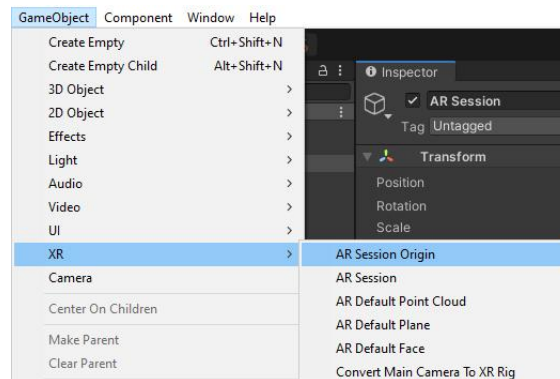 GameObject Component Window Help
Create Empty Ctrl+Shift+N
Create Empty Child Alt+Shift+N
3D Object
2D Object
Effects
Light
Audio
Video
UI
XR
Camera
Center On Children
Make Parent
Clear Parent
Inspector
AR Session
Tag Untagged
Transform
Position
Rotation
Scale
AR Session Origin
AR Session
AR Default Point Cloud
AR Default Plane
AR Default Face
Convert Main Camera To XR Rig